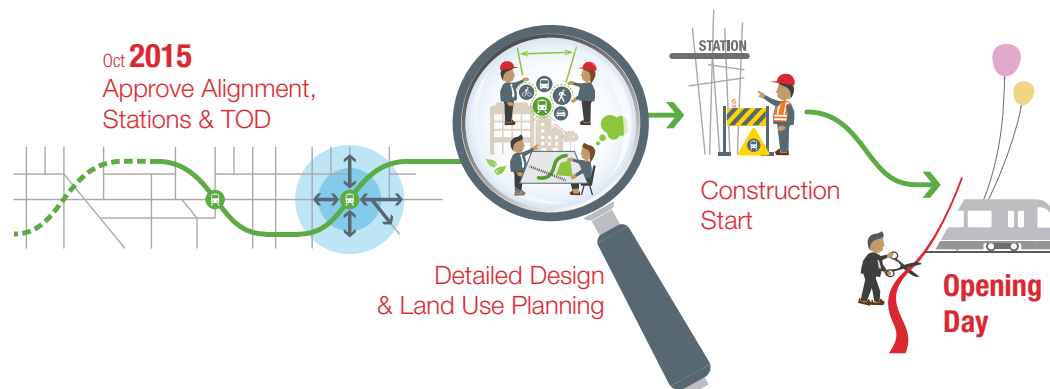 Oct 2015
Approve Alignment,
Stations & TOD
Detailed Design
& Land Use Planning
STATION
Construction
Start
Opening
Day